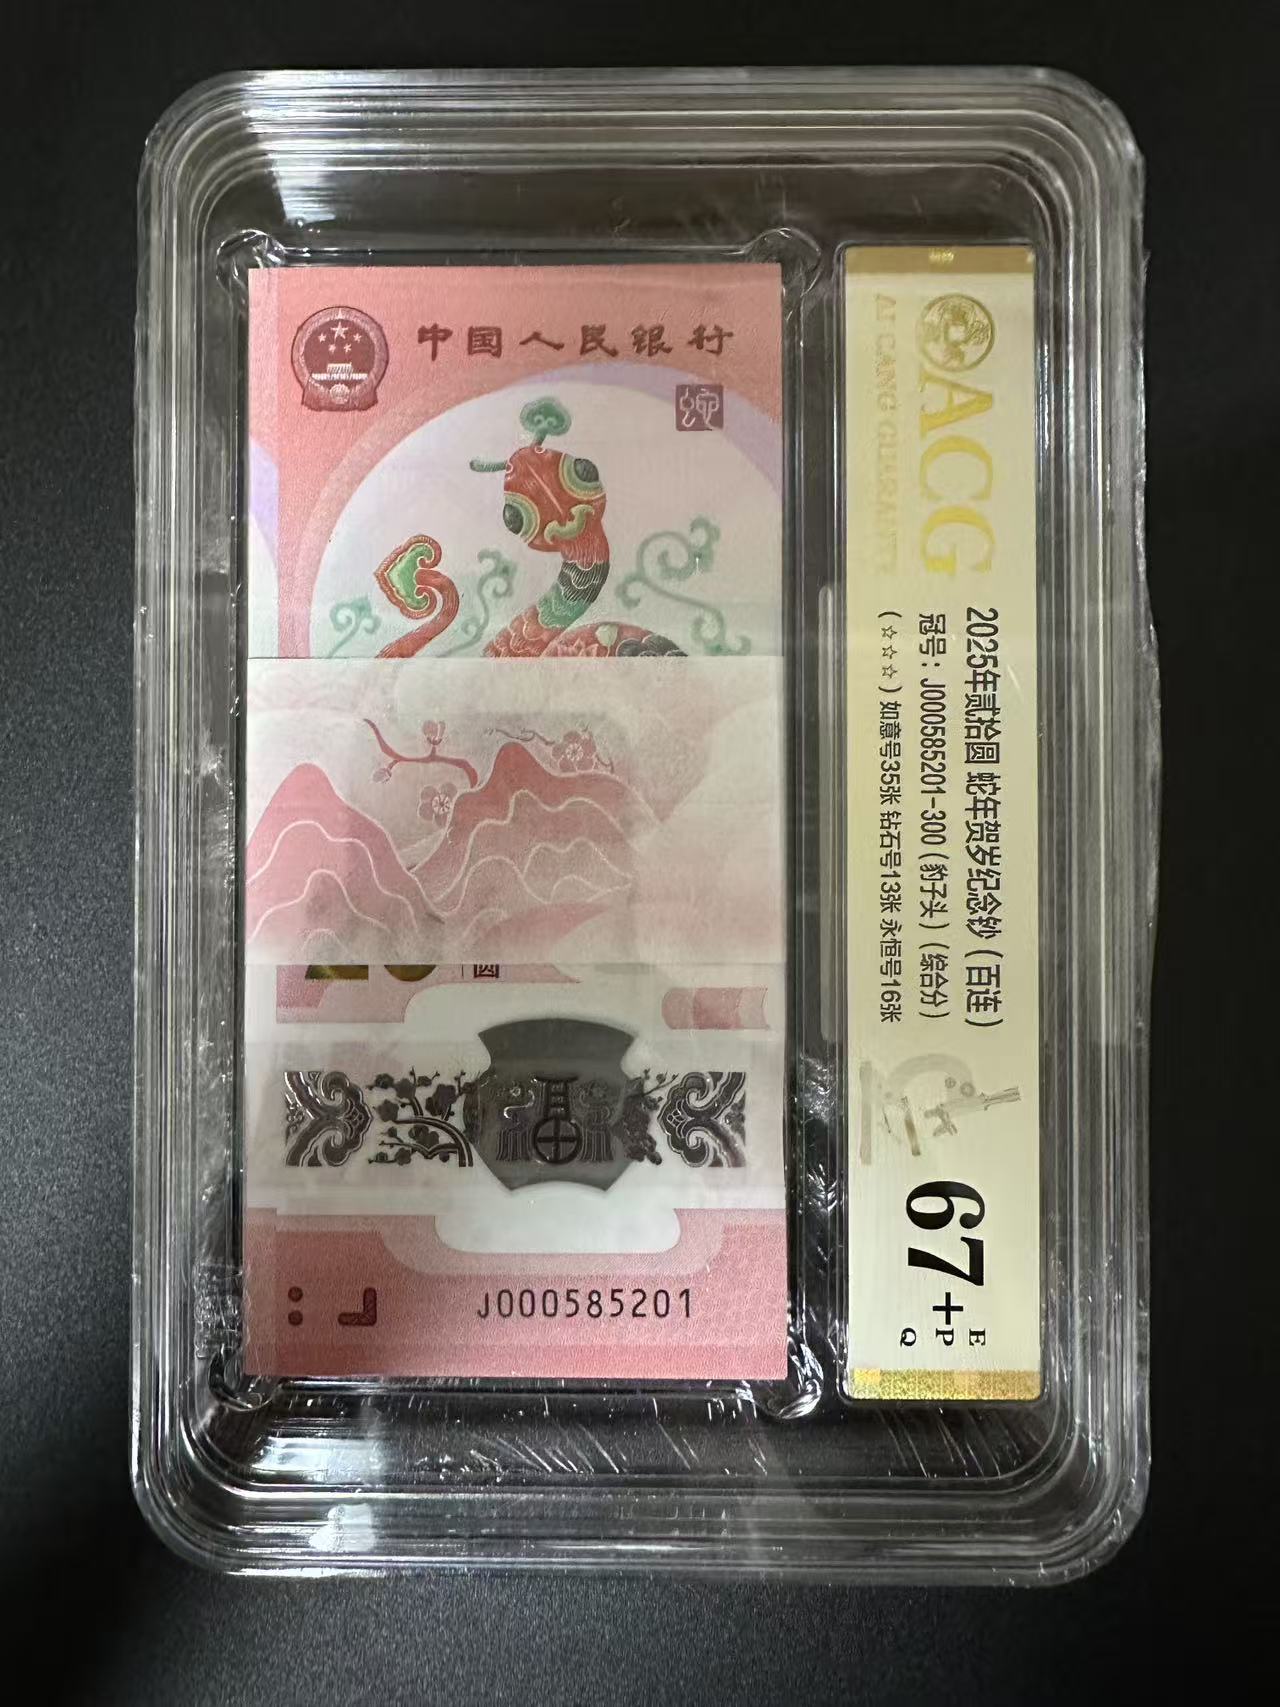 中国人民银行
蛇
20
圆
J000585201
ACG
AI CANG GUARANTY
2025年贰拾圆 蛇年贺岁纪念钞（百连）
冠号：J000585201-300（豹子头）（综合分）
（☆☆☆）如意号35张 钻石号13张 永恒号16张
67+
EPQ